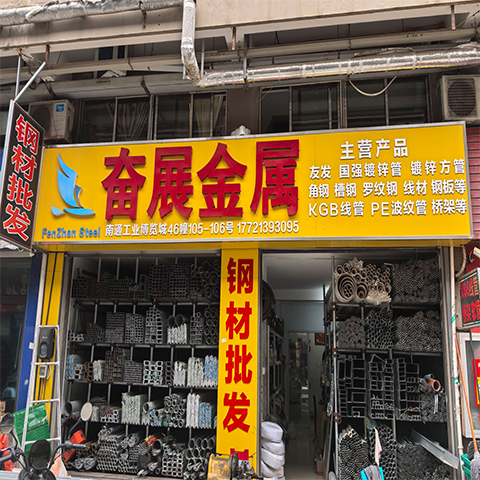 钢材批发
FenZhan Steel
奋展金属
南通工业博览城46幢105-106号 17721393095
主营产品
友发 国强镀锌管 镀锌方管
角钢 槽钢 罗纹钢 线材 钢板等
KGB线管 PE波纹管 桥架等
钢材批发